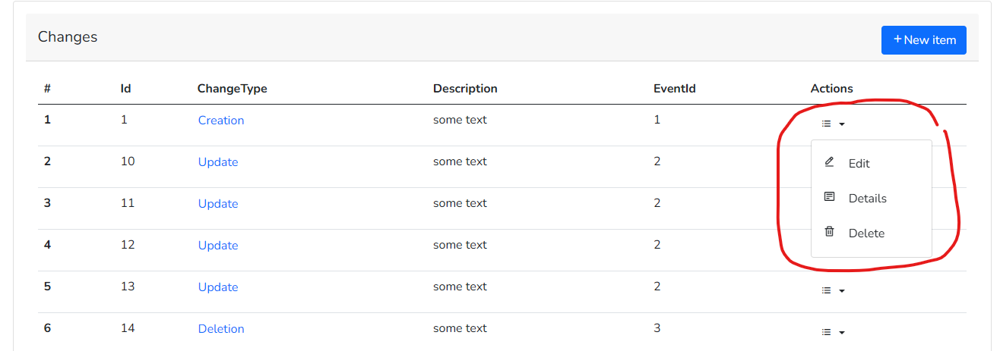 Changes
+ New item
# Id ChangeType Description EventId Actions
1 1 Creation some text 1
2 10 Update some text 2
Edit
3 11 Update some text 2
Details
4 12 Update some text 2
Delete
5 13 Update some text 2
6 14 Deletion some text 3